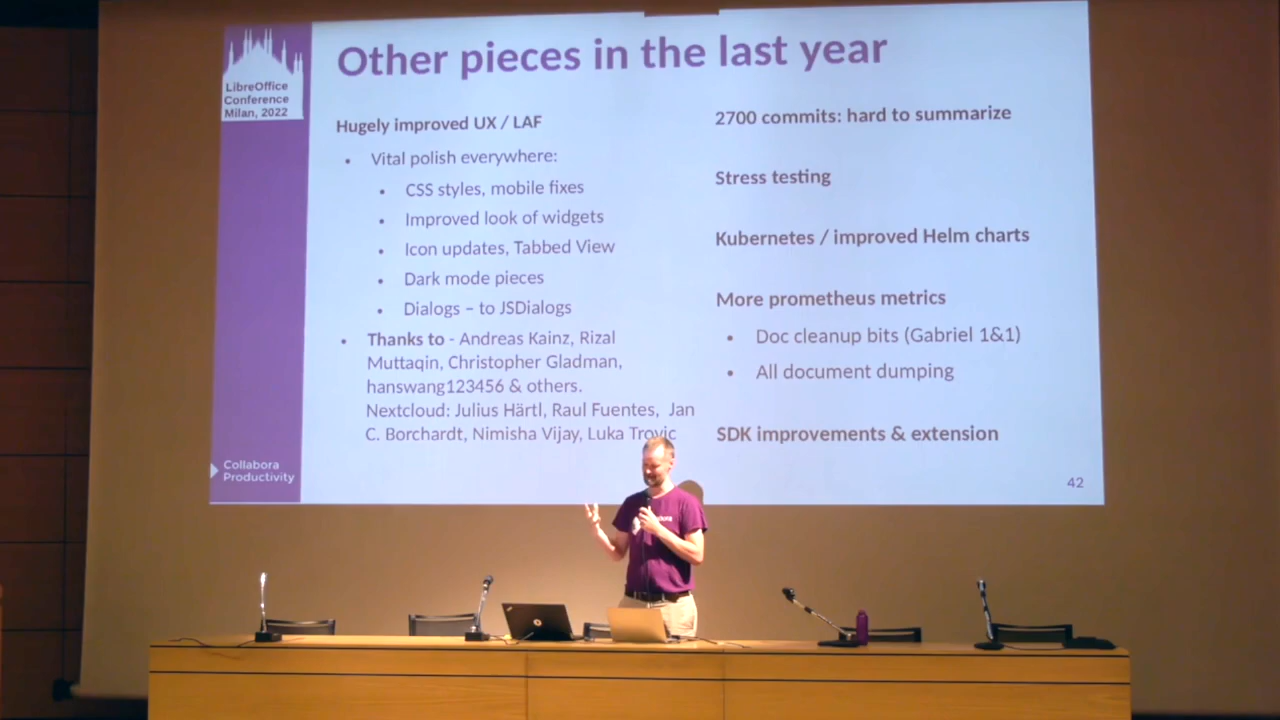 LibreOffice
Conference
Milan, 2022
Other pieces in the last year
Hugely improved UX / LAF
• Vital polish everywhere:
• CSS styles, mobile fixes
• Improved look of widgets
• Icon updates, Tabbed View
• Dark mode pieces
• Dialogs – to JSDialogs
• Thanks to - Andreas Kainz, Rizal
Muttaqin, Christopher Gladman,
hanswang123456 & others.
Nextcloud: Julius Härtl, Raul Fuentes, Jan
C. Borchardt, Nimisha Vijay, Luka Trovic
2700 commits: hard to summarize
Stress testing
Kubernetes / improved Helm charts
More prometheus metrics
• Doc cleanup bits (Gabriel 1&1)
• All document dumping
SDK improvements & extension
Collabora
Productivity
42